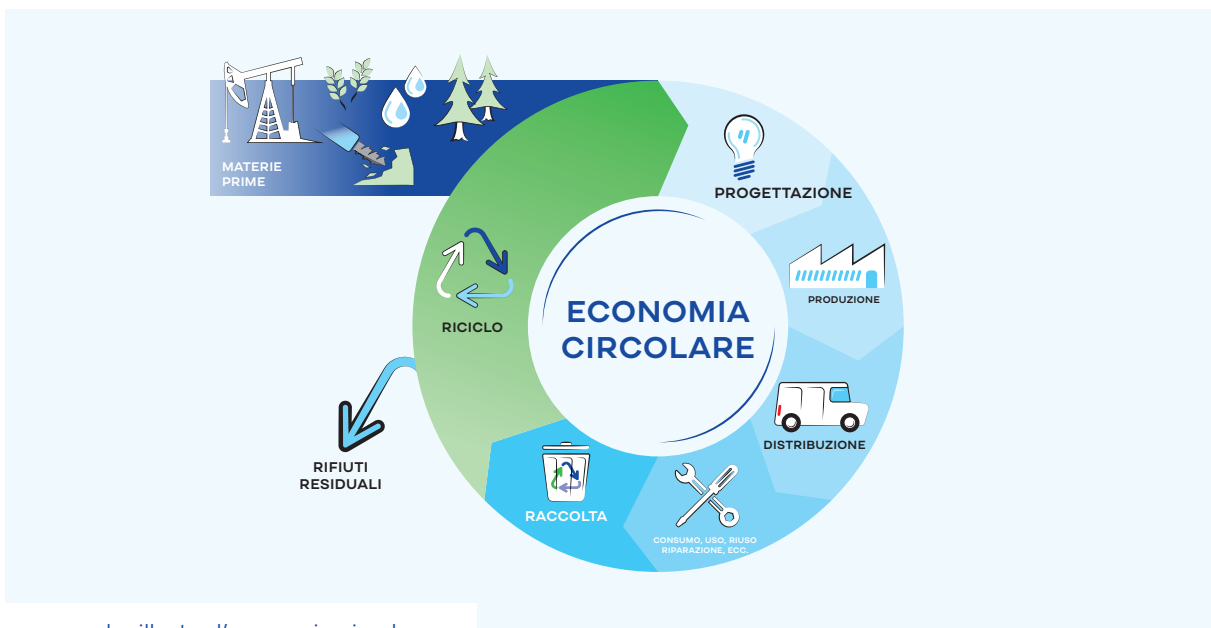 MATERIE
PRIME
PROGETTAZIONE
PRODUZIONE
ECONOMIA
CIRCOLARE
RICICLO
DISTRIBUZIONE
RIFIUTI
RESIDUALI
RACCOLTA
CONSUMO, USO, RIUSO
RIPARAZIONE, ECC.